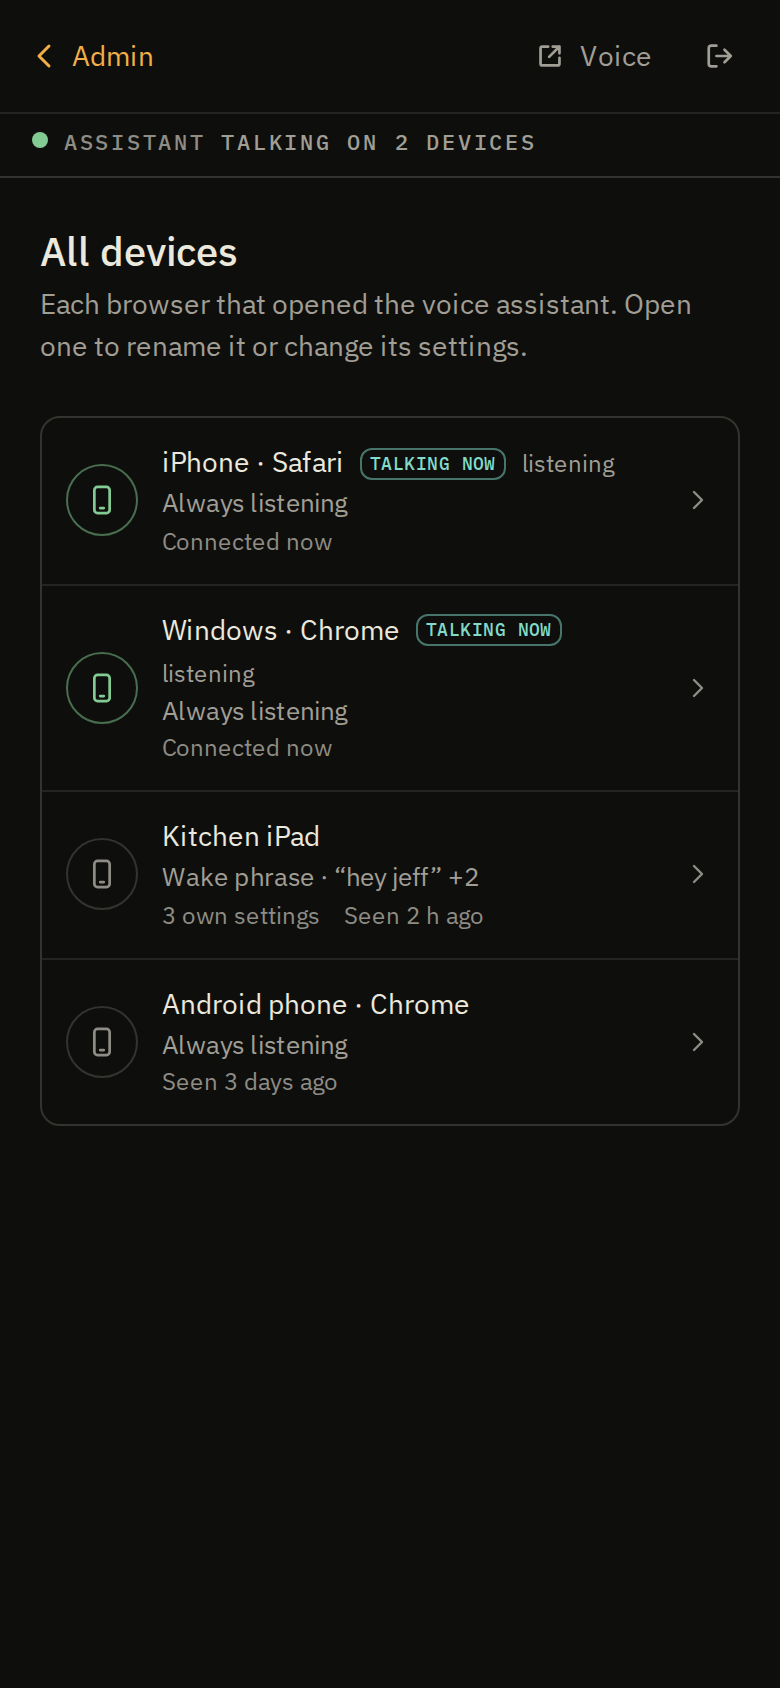 Admin
Voice
ASSISTANT TALKING ON 2 DEVICES
All devices
Each browser that opened the voice assistant. Open
one to rename it or change its settings.
iPhone · Safari TALKING NOW listening
Always listening
Connected now
Windows · Chrome TALKING NOW
listening
Always listening
Connected now
Kitchen iPad
Wake phrase · “hey jeff” +2
3 own settings Seen 2 h ago
Android phone · Chrome
Always listening
Seen 3 days ago